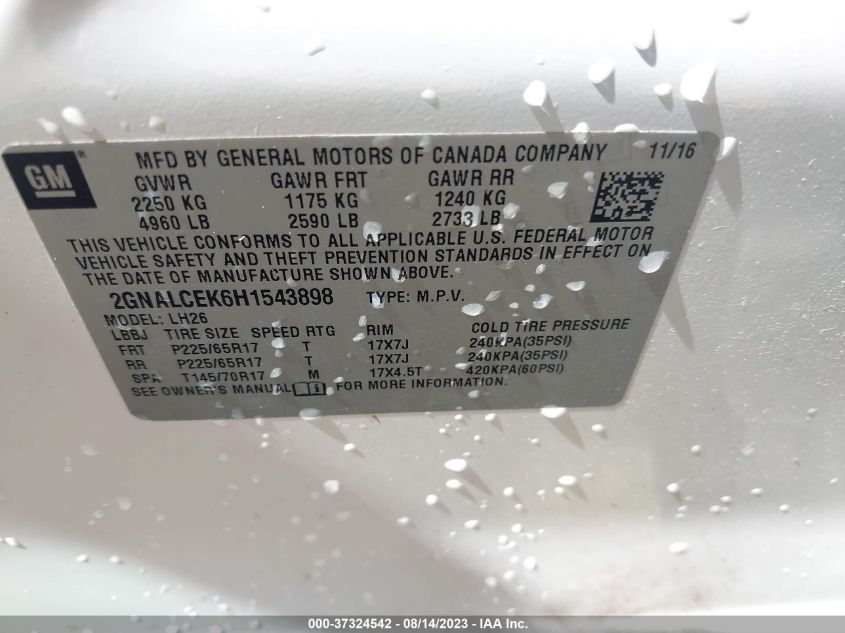 GM® MFD BY GENERAL MOTORS OF CANADA COMPANY 11/16
GVWR GAWR FRT GAWR RR
2250 KG 1175 KG 1240 KG
4960 LB 2590 LB 2733 LB
THIS VEHICLE CONFORMS TO ALL APPLICABLE U.S. FEDERAL MOTOR
VEHICLE SAFETY AND THEFT PREVENTION STANDARDS IN EFFECT ON
THE DATE OF MANUFACTURE SHOWN ABOVE.
2GNALCEK6H1543898 TYPE: M.P.V.
MODEL: LH26
LBBJ TIRE SIZE SPEED RTG RIM COLD TIRE PRESSURE
FRT P225/65R17 T 17X7J 240KPA(35PSI)
RR P225/65R17 T 17X7J 240KPA(35PSI)
SPA T145/70R17 M 17X4.5T 420KPA(60PSI)
SEE OWNER'S MANUAL FOR MORE INFORMATION.
000-37324542 - 08/14/2023 - IAA Inc.